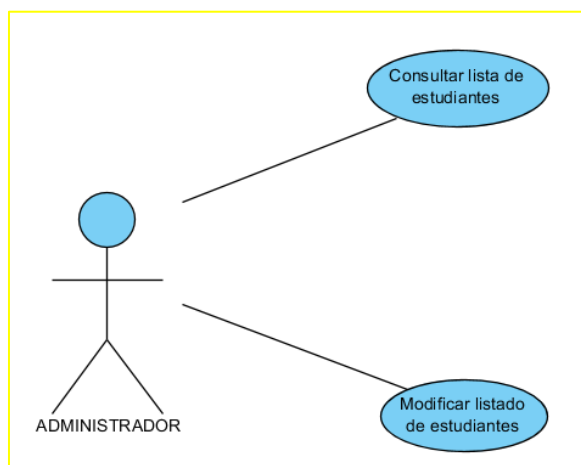 Consultar lista de
estudiantes
ADMINISTRADOR
Modificar listado
de estudiantes